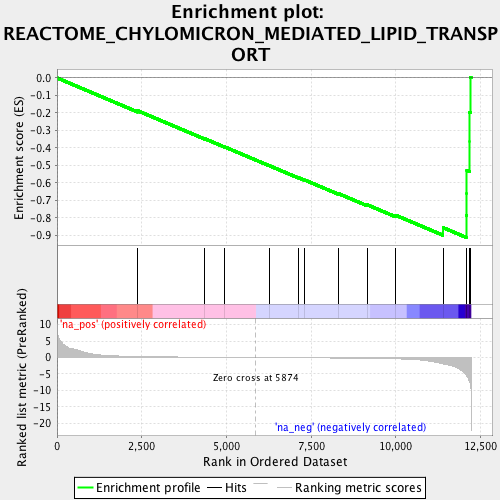 Enrichment plot:
REACTOME_CHYLOMICRON_MEDIATED_LIPID_TRANSP
ORT
Enrichment score (ES)
0.0
-0.1
-0.2
-0.3
-0.4
-0.5
-0.6
-0.7
-0.8
-0.9
Ranked list metric (PreRanked)
10
5
0
-5
-10
-15
-20
'na_pos' (positively correlated)
Zero cross at 5874
'na_neg' (negatively correlated)
0
2,500
5,000
7,500
10,000
12,500
Rank in Ordered Dataset
Enrichment profile
Hits
Ranking metric scores